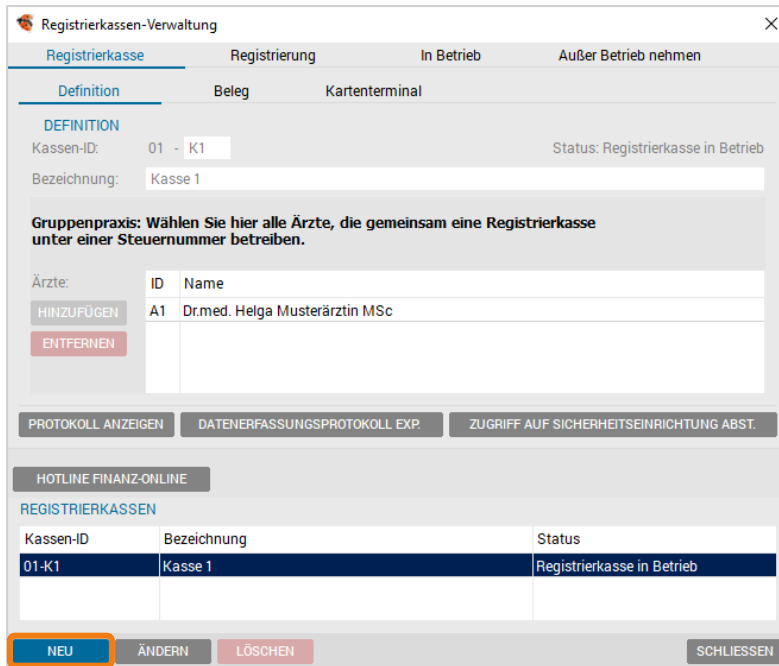 Registrierkassen-Verwaltung
Registrierkasse Registrierung In Betrieb Außer Betrieb nehmen
Definition Beleg Kartenterminal
DEFINITION
Kassen-ID: 01 - K1 Status: Registrierkasse in Betrieb
Bezeichnung: Kasse 1
Gruppenpraxis: Wählen Sie hier alle Ärzte, die gemeinsam eine Registrierkasse
unter einer Steuernummer betreiben.
Ärzte: ID Name
HINZUFÜGEN A1 Dr.med. Helga Musterärztin MSc
ENTFERNEN
PROTOKOLL ANZEIGEN DATENERFASSUNGSPROTOKOLL EXP. ZUGRIFF AUF SICHERHEITSEINRICHTUNG ABST.
HOTLINE FINANZ-ONLINE
REGISTRIERKASSEN
Kassen-ID Bezeichnung Status
01-K1 Kasse 1 Registrierkasse in Betrieb
NEU ÄNDERN LÖSCHEN SCHLIESSEN